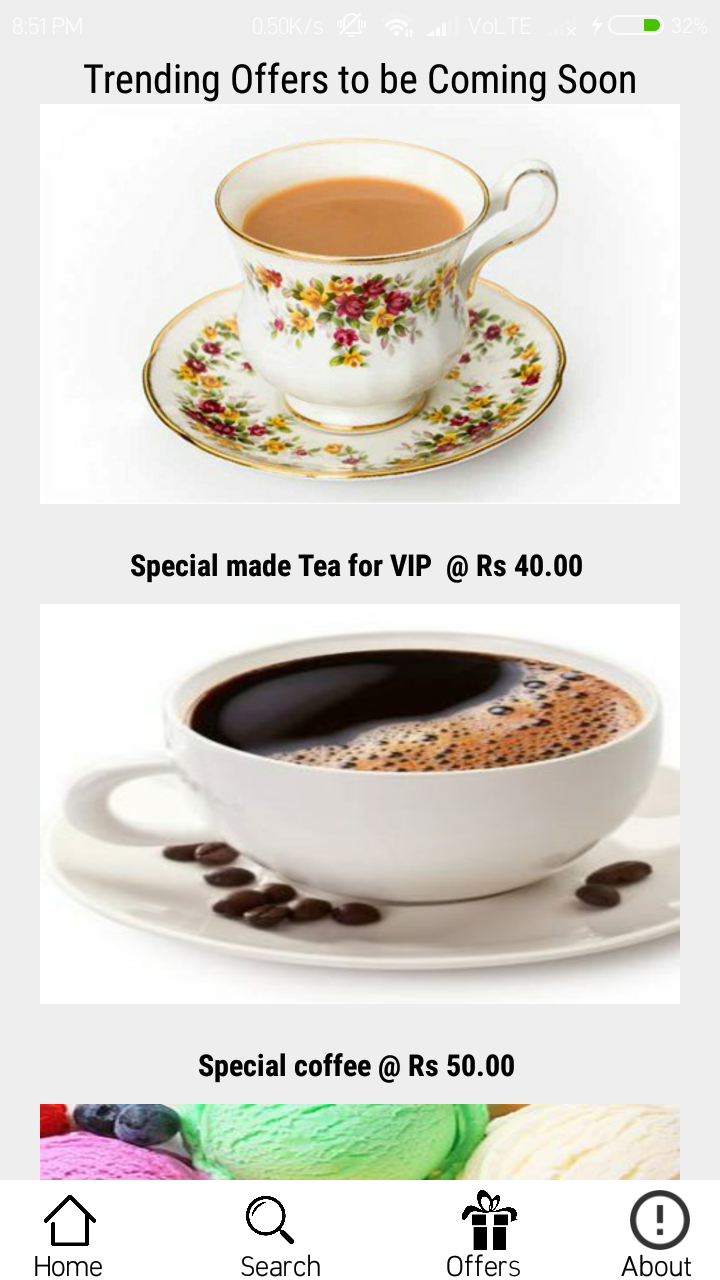 8:51 PM 0.50K/s VoLTE 32%
Trending Offers to be Coming Soon
Special made Tea for VIP @ Rs 40.00
Special coffee @ Rs 50.00
Home Search Offers About